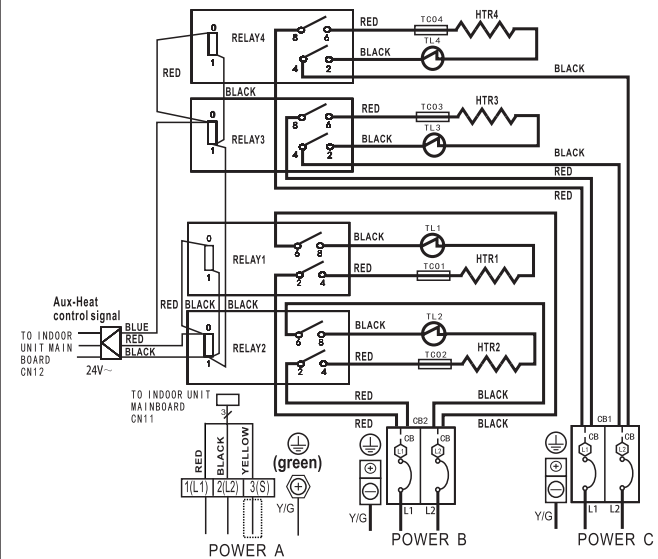 RED
TCO4
HTR4
0
RELAY4
8
6
BLACK
TL4
1
4
2
RED
BLACK
BLACK
RED
TCO3
HTR3
0
RELAY3
8
6
BLACK
TL3
1
4
2
BLACK
RED
RED
0
RELAY1
6
8
BLACK
TL1
1
2
4
RED
TCO1
HTR1
RED
BLACK
BLACK
0
RELAY2
6
8
BLACK
TL2
1
2
4
RED
TCO2
HTR2
Aux-Heat
control signal
TO INDOOR
UNIT MAIN
BOARD
CN12
BLUE
RED
BLACK
24V~
RED
BLACK
RED
BLACK
TO INDOOR UNIT
MAINBOARD
CN11
3
RED
BLACK
YELLOW
1(L1)
2(L2)
3(S)
(green)
Y/G
POWER A
CB2
CB
CB
L1
L2
Y/G
L1
L2
POWER B
CB1
CB
CB
L1
L2
Y/G
L1
L2
POWER C